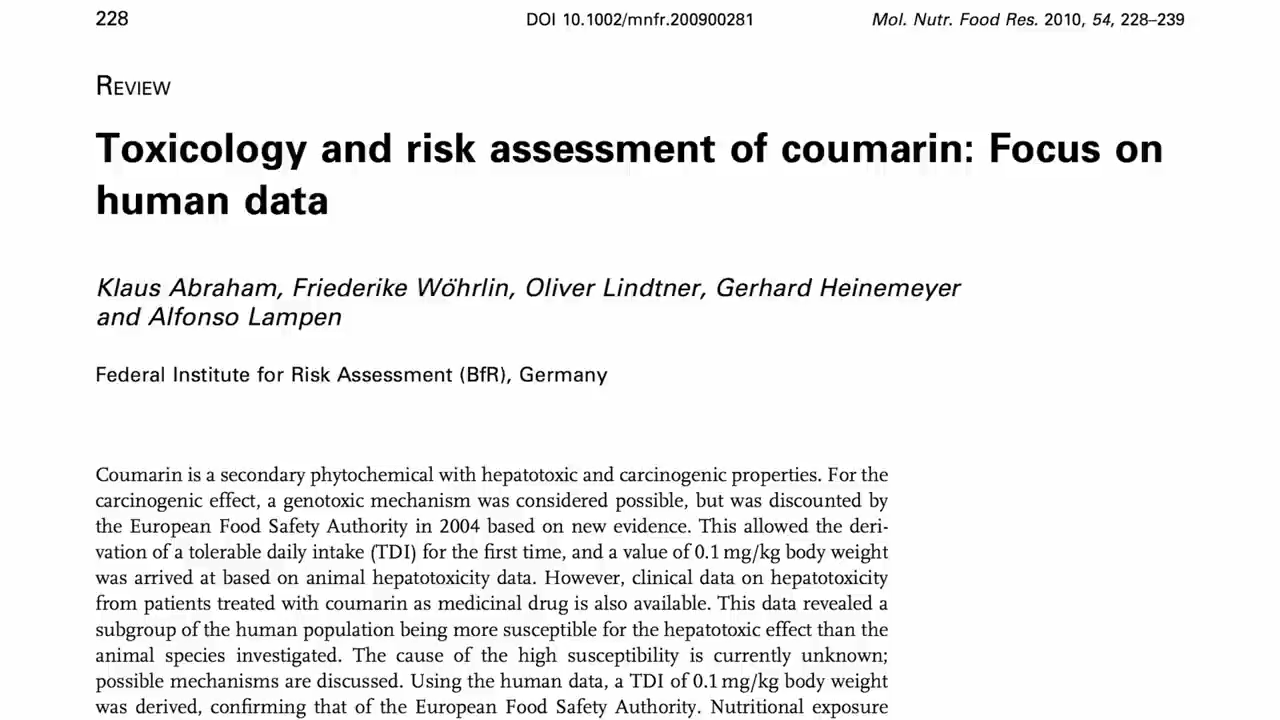 228 DOI 10.1002/mnfr.200900281 Mol. Nutr. Food Res. 2010, 54, 228–239
REVIEW
Toxicology and risk assessment of coumarin: Focus on
human data
Klaus Abraham, Friederike Wöhrlin, Oliver Lindtner, Gerhard Heinemeyer
and Alfonso Lampen
Federal Institute for Risk Assessment (BfR), Germany
Coumarin is a secondary phytochemical with hepatotoxic and carcinogenic properties. For the
carcinogenic effect, a genotoxic mechanism was considered possible, but was discounted by
the European Food Safety Authority in 2004 based on new evidence. This allowed the deri-
vation of a tolerable daily intake (TDI) for the first time, and a value of 0.1 mg/kg body weight
was arrived at based on animal hepatotoxicity data. However, clinical data on hepatotoxicity
from patients treated with coumarin as medicinal drug is also available. This data revealed a
subgroup of the human population being more susceptible for the hepatotoxic effect than the
animal species investigated. The cause of the high susceptibility is currently unknown;
possible mechanisms are discussed. Using the human data, a TDI of 0.1 mg/kg body weight
was derived, confirming that of the European Food Safety Authority. Nutritional exposure